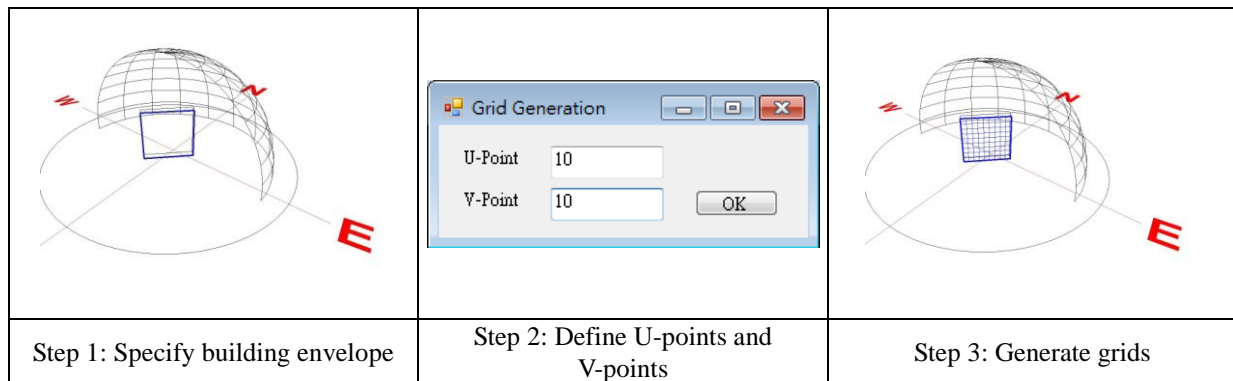 W
N
E
Grid Generation
U-Point 10
V-Point 10
OK
W
N
E
Step 1: Specify building envelope
Step 2: Define U-points and
V-points
Step 3: Generate grids